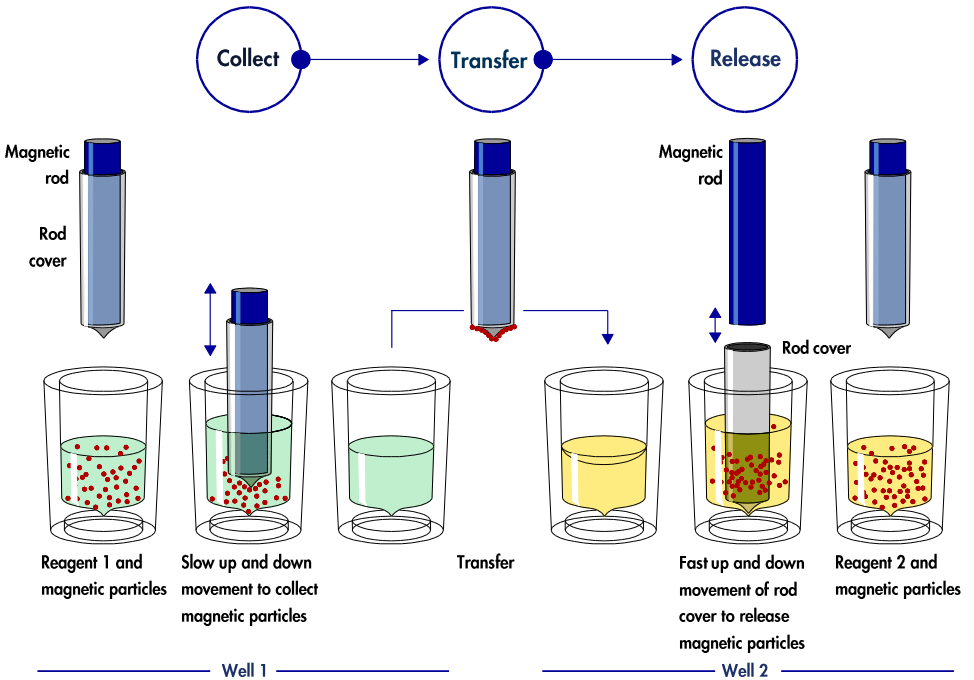 Collect
Transfer
Release
Magnetic
rod
Rod
cover
Magnetic
rod
Rod cover
Reagent 1 and
magnetic particles
Slow up and down
movement to collect
magnetic particles
Transfer
Fast up and down
movement of rod
cover to release
magnetic particles
Reagent 2 and
magnetic particles
Well 1
Well 2